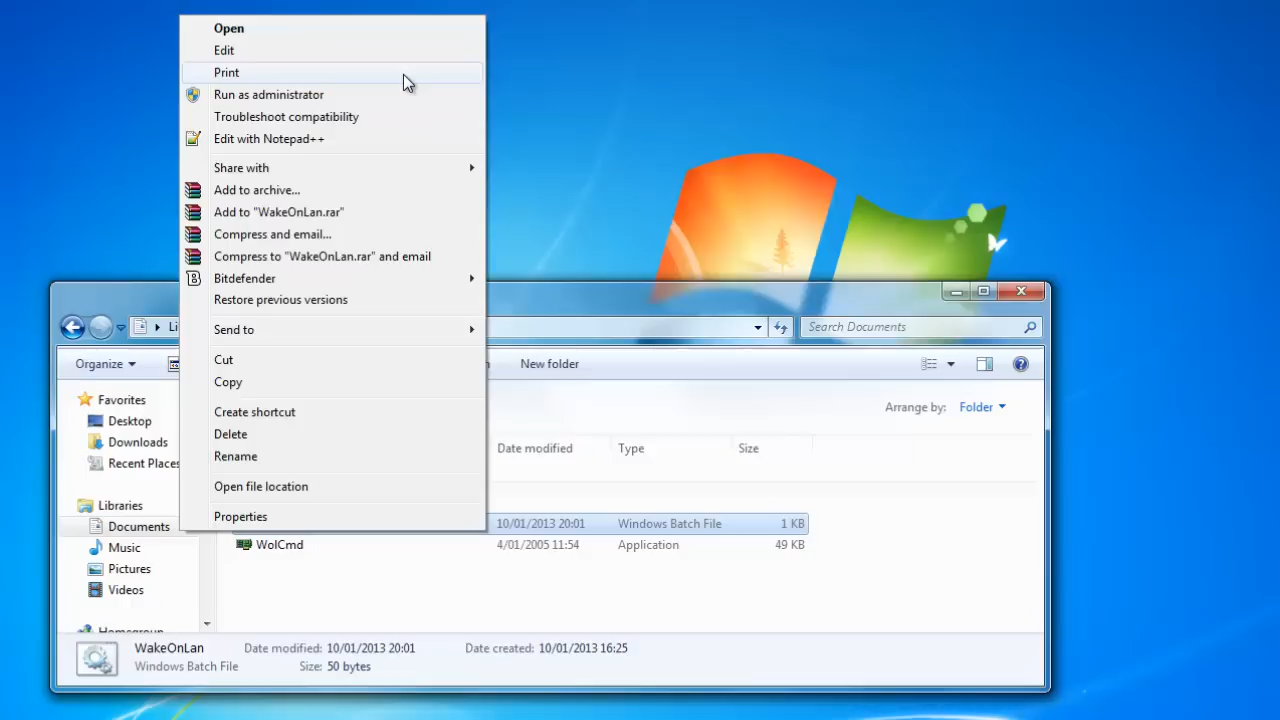 Open
Edit
Print
Run as administrator
Troubleshoot compatibility
Edit with Notepad++
Share with
Add to archive...
Add to "WakeOnLan.rar"
Compress and email...
Compress to "WakeOnLan.rar" and email
Bitdefender
Restore previous versions
Send to
Cut
Copy
Create shortcut
Delete
Rename
Open file location
Properties
Search Documents
Organize
New folder
Favorites
Desktop
Downloads
Recent Places
Libraries
Documents
Music
Pictures
Videos
Homegroup
Arrange by: Folder
Date modified Type Size
10/01/2013 20:01 Windows Batch File 1 KB
WolCmd 4/01/2005 11:54 Application 49 KB
WakeOnLan Date modified: 10/01/2013 20:01 Date created: 10/01/2013 16:25
Windows Batch File Size: 50 bytes